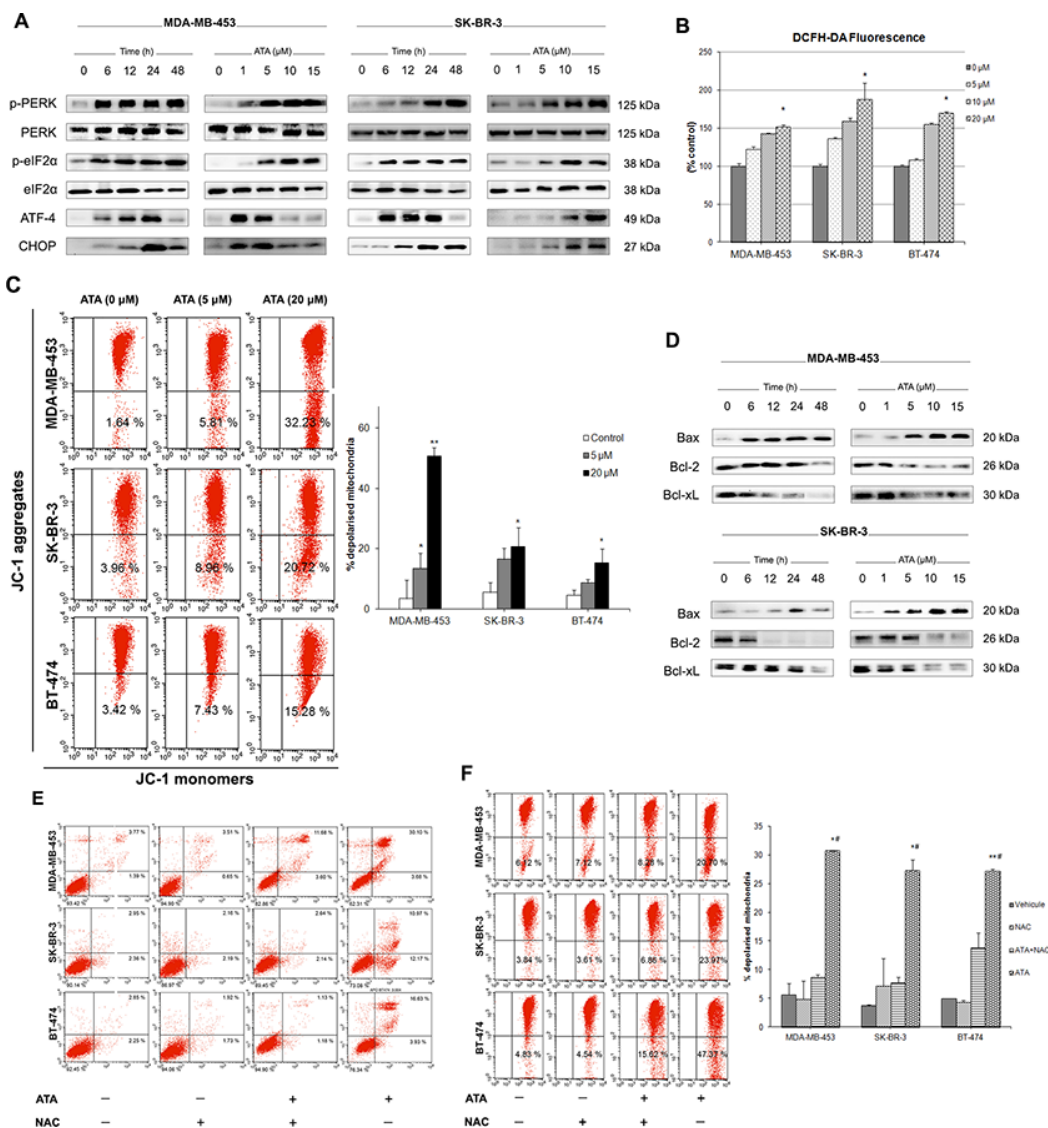 A
MDA-MB-453
SK-BR-3
Time (h)
ATA (µM)
Time (h)
ATA (µM)
0 6 12 24 48
0 1 5 10 15
0 6 12 24 48
0 1 5 10 15
p-PERK
125 kDa
PERK
125 kDa
p-eIF2α
38 kDa
eIF2α
38 kDa
ATF-4
49 kDa
CHOP
27 kDa
B
DCFH-DA Fluorescence
(% control)
250
200
150
100
50
0
* * *
MDA-MB-453 SK-BR-3 BT-474
0 µM
5 µM
10 µM
20 µM
C
ATA (0 µM) ATA (5 µM) ATA (20 µM)
JC-1 aggregates
MDA-MB-453
1.64 % 5.81 % 32.23 %
SK-BR-3
3.96 % 8.96 % 20.72 %
BT-474
3.42 % 7.43 % 15.28 %
JC-1 monomers
% depolarised mitochondria
60
40
20
0
* ** * *
Control
5 µM
20 µM
MDA-MB-453 SK-BR-3 BT-474
D
MDA-MB-453
Time (h) ATA (µM)
0 6 12 24 48 0 1 5 10 15
Bax 20 kDa
Bcl-2 26 kDa
Bcl-xL 30 kDa
SK-BR-3
Time (h) ATA (µM)
0 6 12 24 48 0 1 5 10 15
Bax 20 kDa
Bcl-2 26 kDa
Bcl-xL 30 kDa
E
MDA-MB-453
3.77 % 3.51 % 11.68 % 30.10 %
SK-BR-3
BT-474
ATA – – + +
NAC – + + –
F
MDA-MB-453
6.12 % 7.12 % 8.28 % 20.70 %
SK-BR-3
3.84 % 3.61 % 6.86 % 23.97%
BT-474
4.83 % 4.54 % 15.62 % 47.37 %
ATA – – + +
NAC – + + –
% depolarised mitochondria
35
30
25
20
15
10
5
0
*# *# **#
MDA-MB-453 SK-BR-3 BT-474
Vehicule
NAC
ATA+NAC
ATA